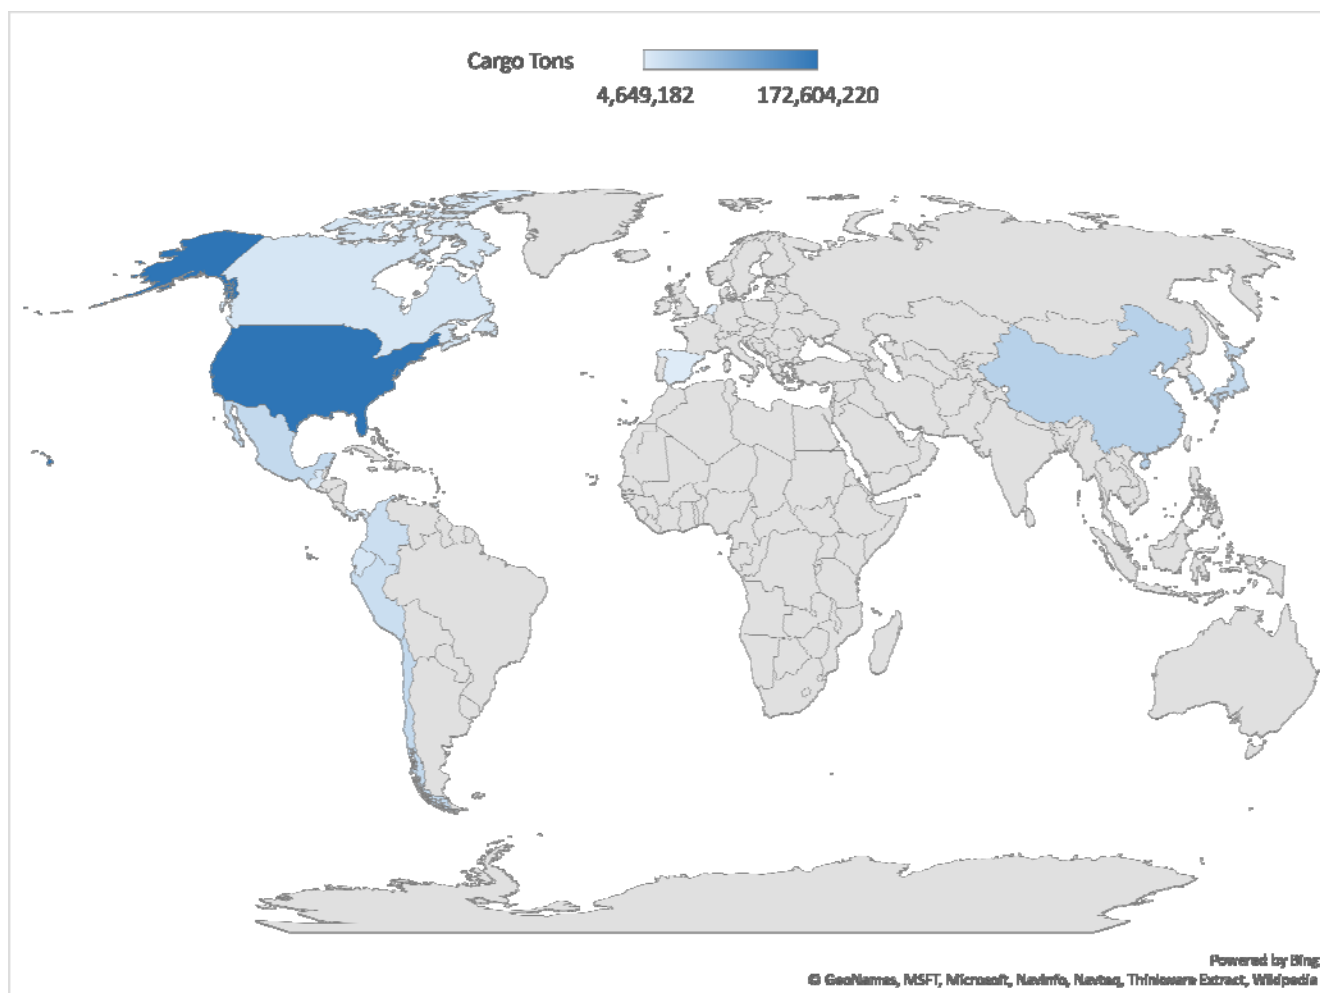 Cargo Tons
4,649,182 172,604,220
Powered by Bing
© GeoNames, MSFT, Microsoft, NavInfo, Navteq, Thinkware Extract, Wikipedia